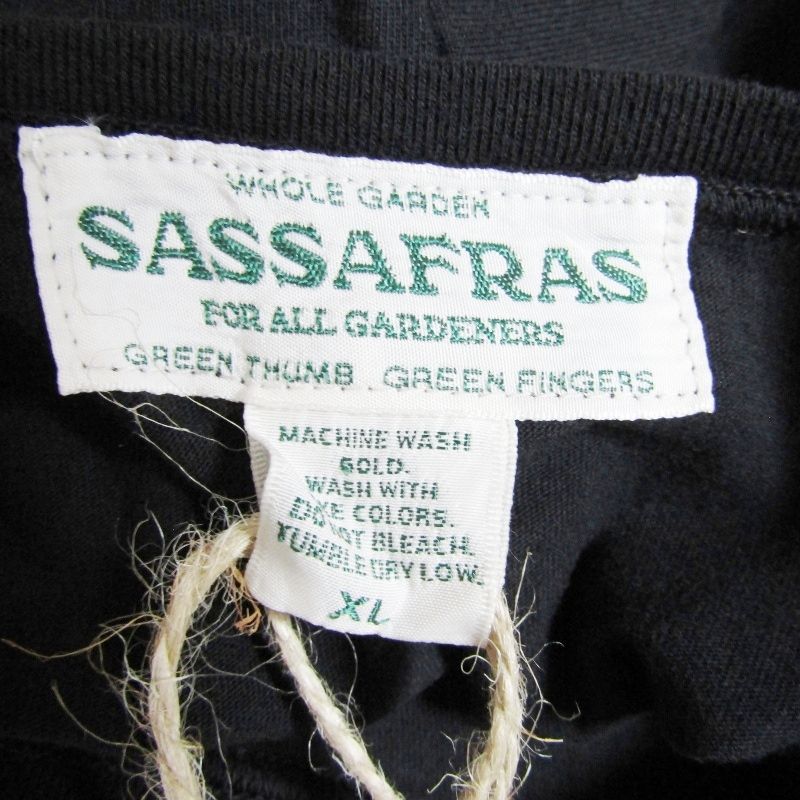 WHOLE GARDEN
SASSAFRAS
FOR ALL GARDENERS
GREEN THUMB . GREEN FINGERS
MACHINE WASH
COLD.
WASH WITH
COLORS.
BLEACH.
TUMBLE DRY LOW.
XL